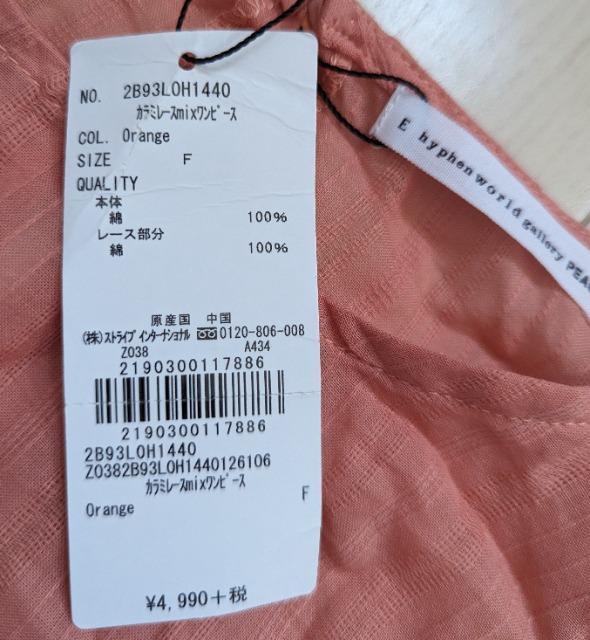 NO. 2B93L0H1440
ｶﾗﾐﾚｰｽmixﾜﾝﾋﾟｰｽ
COL. Orange
SIZE F
QUALITY
本体
綿 100%
レース部分
綿 100%
原産国 中国
(株)ｽﾄﾗｲﾌﾟ ｲﾝﾀｰﾅｼｮﾅﾙ 0120-806-008
Z038 A434
2190300117886
2190300117886
2B93L0H1440
Z0382B93L0H1440126106
ｶﾗﾐﾚｰｽmixﾜﾝﾋﾟｰｽ
Orange F
¥4,990+税
E hyphen world gallery PEA